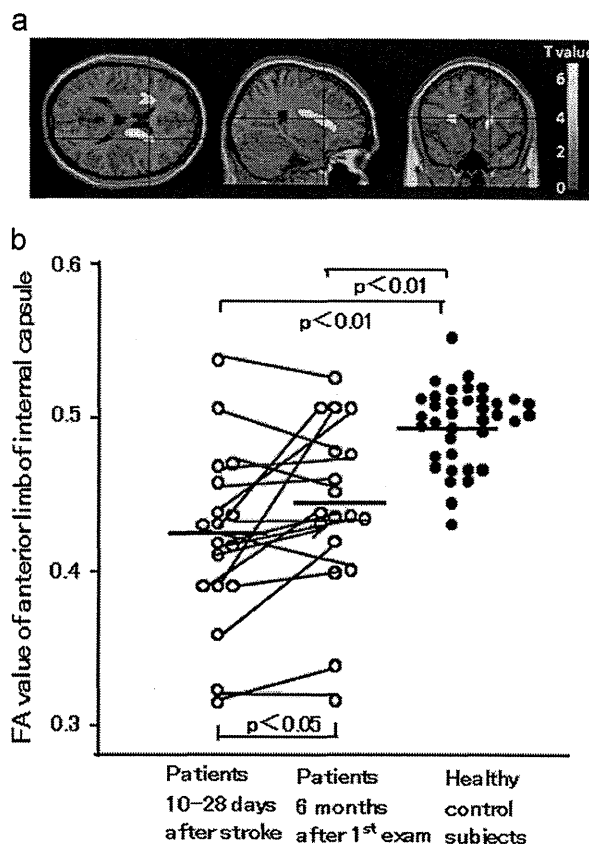 a
T value
6
4
2
0
b
FA value of anterior limb of internal capsule
0.6
0.5
0.4
0.3
p<0.01
p<0.01
p<0.05
Patients
10-28 days
after stroke
Patients
6 months
after 1st exam
Healthy
control
subjects